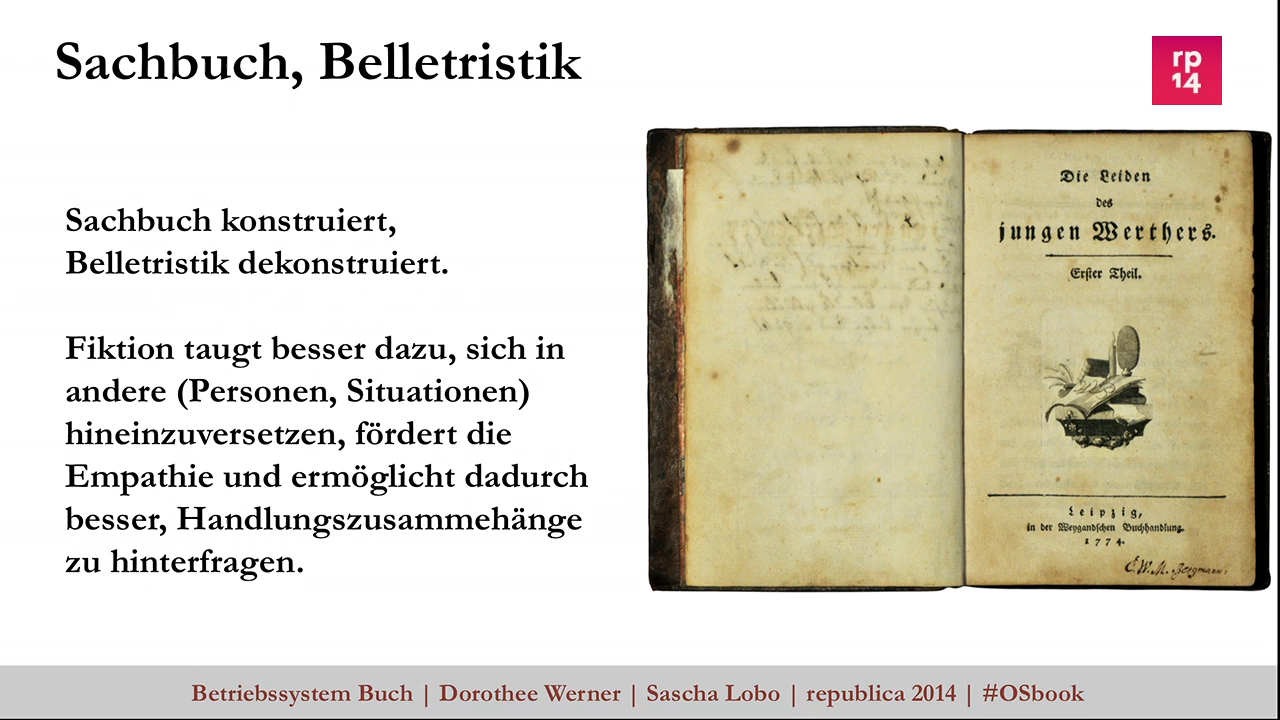 Sachbuch, Belletristik
rp
14
Sachbuch konstruiert,
Belletristik dekonstruiert.
Fiktion taugt besser dazu, sich in
andere (Personen, Situationen)
hineinzuversetzen, fördert die
Empathie und ermöglicht dadurch
besser, Handlungszusammehänge
zu hinterfragen.
Die Leiden
des
jungen Werthers.
Erster Theil.
Leipzig,
in der Weygandschen Buchhandlung.
1774.
Betriebssystem Buch | Dorothee Werner | Sascha Lobo | republica 2014 | #OSbook